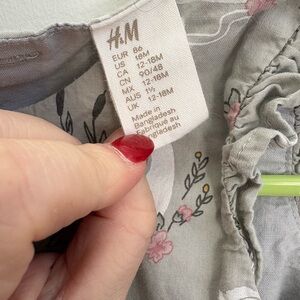 H&M
EUR 86
US 18M
CA 12-18M
CN 90/48
MX 12-18M
AUS 1½
UK 12-18M
Made in
Bangladesh
Fabriqué au
Bangladesh